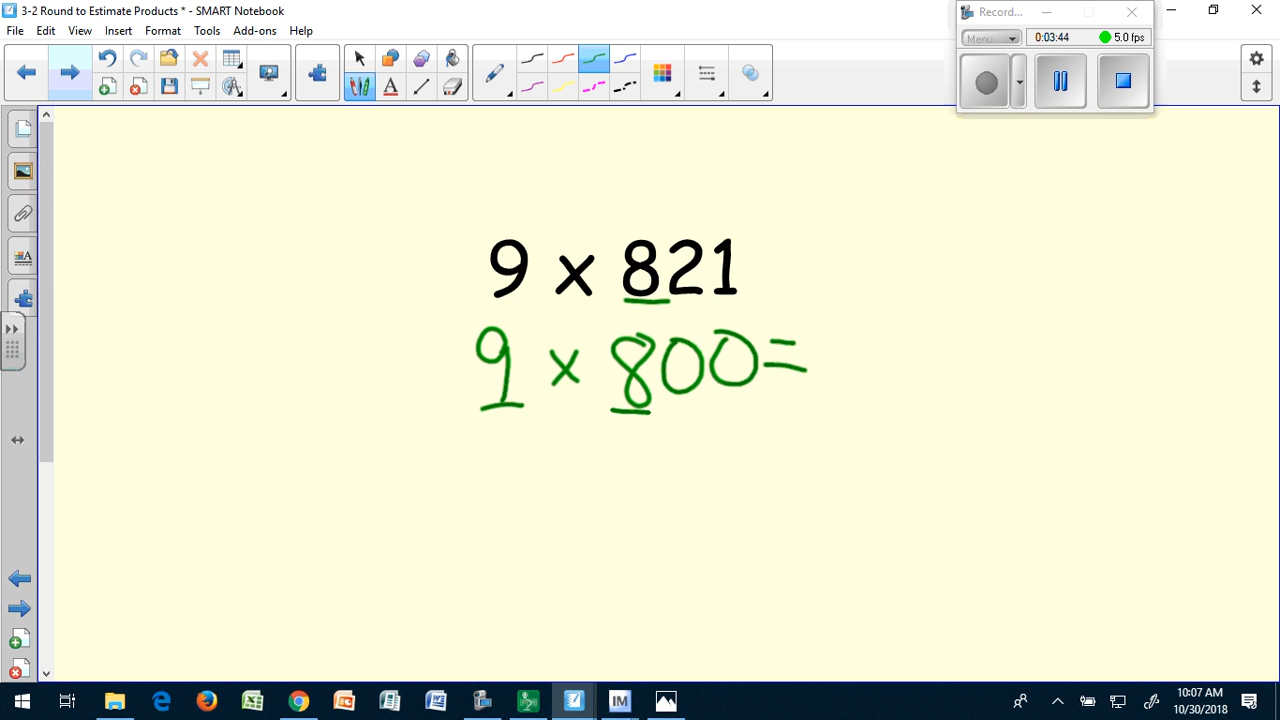 3-2 Round to Estimate Products * - SMART Notebook
Record...
File Edit View Insert Format Tools Add-ons Help
Menu 0:03:44 5.0 fps
9 x 821
9 x 800=
IM
10:07 AM
10/30/2018